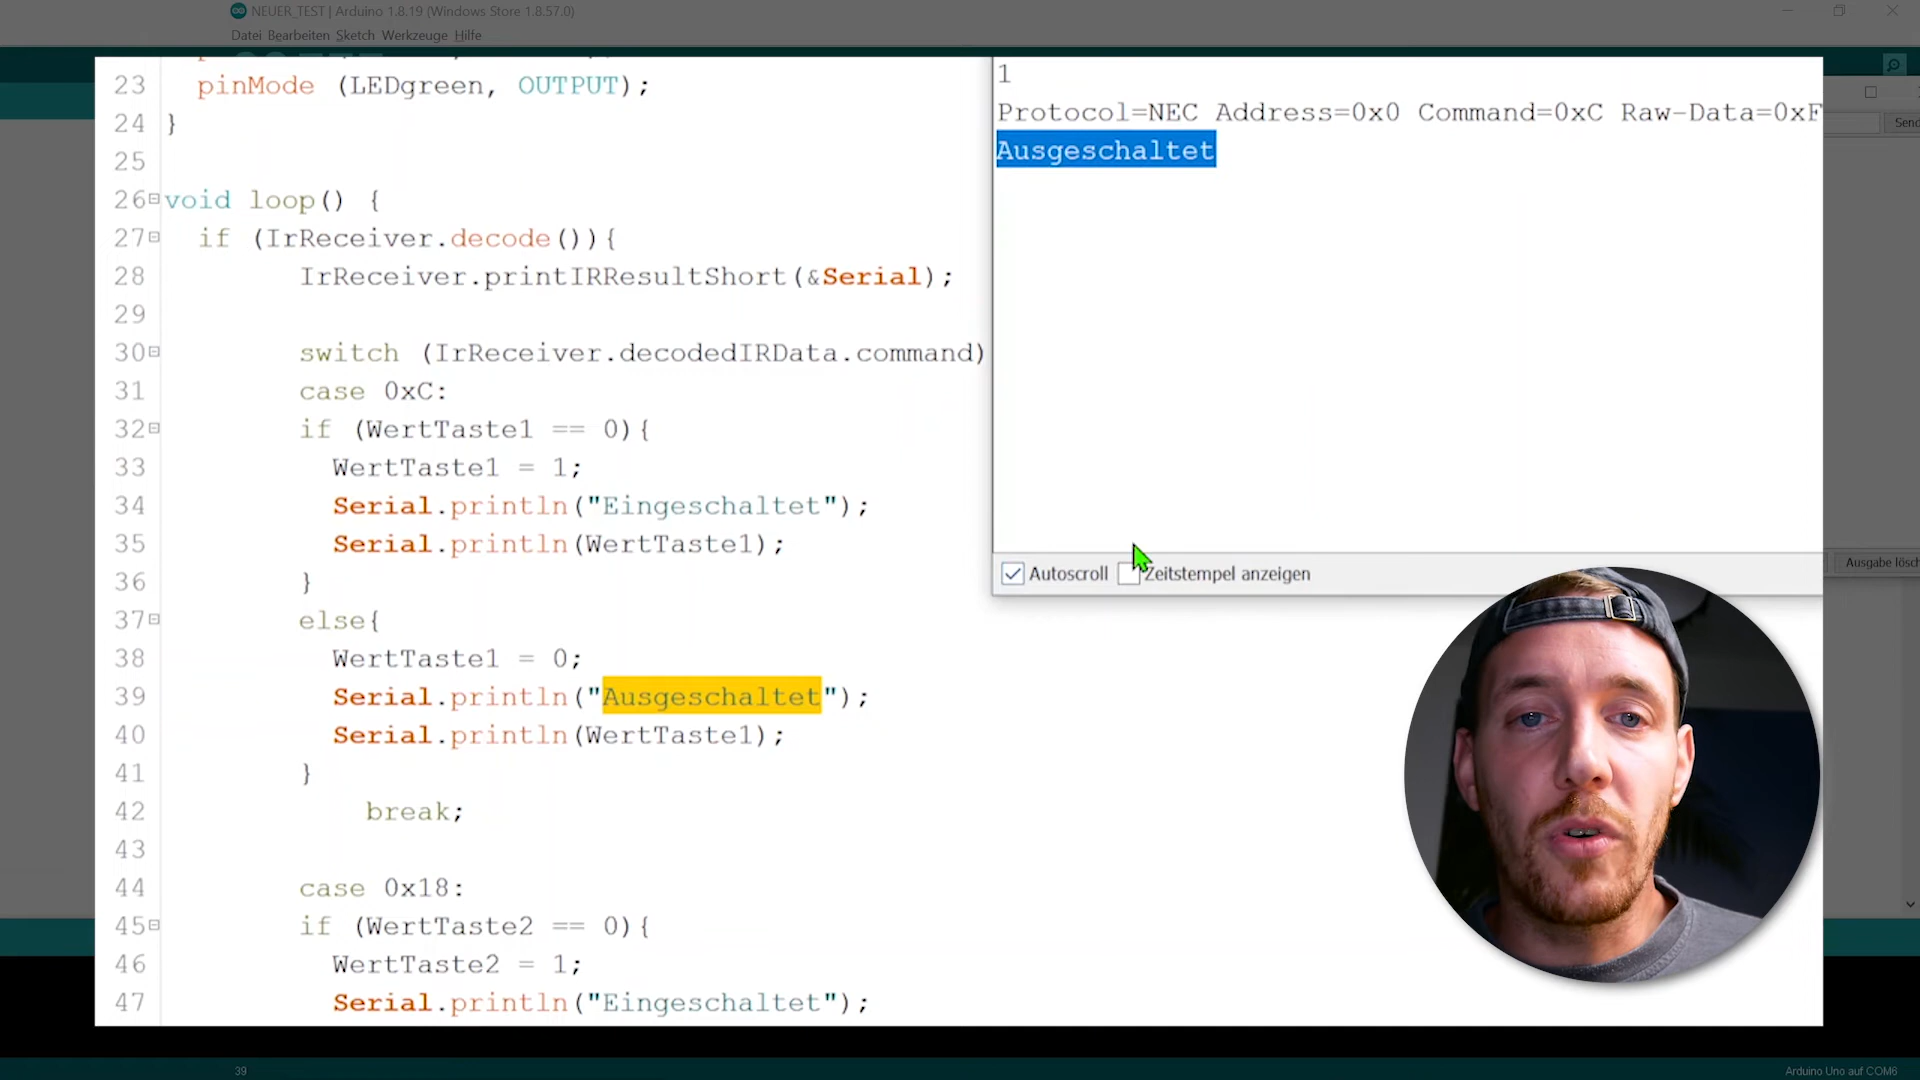 NEUER_TEST | Arduino 1.8.19 (Windows Store 1.8.57.0)
Datei Bearbeiten Sketch Werkzeuge Hilfe
23 pinMode (LEDgreen, OUTPUT);
24 }
25
26 void loop() {
27 if (IrReceiver.decode()){
28 IrReceiver.printIRResultShort(&Serial);
29
30 switch (IrReceiver.decodedIRData.command)
31 case 0xC:
32 if (WertTaste1 == 0){
33 WertTaste1 = 1;
34 Serial.println("Eingeschaltet");
35 Serial.println(WertTaste1);
36 }
37 else{
38 WertTaste1 = 0;
39 Serial.println("Ausgeschaltet");
40 Serial.println(WertTaste1);
41 }
42 break;
43
44 case 0x18:
45 if (WertTaste2 == 0){
46 WertTaste2 = 1;
47 Serial.println("Eingeschaltet");
1
Protocol=NEC Address=0x0 Command=0xC Raw-Data=0xF
Ausgeschaltet
Autoscroll Zeitstempel anzeigen
Send
Ausgabe lösch
39
Arduino Uno auf COM6